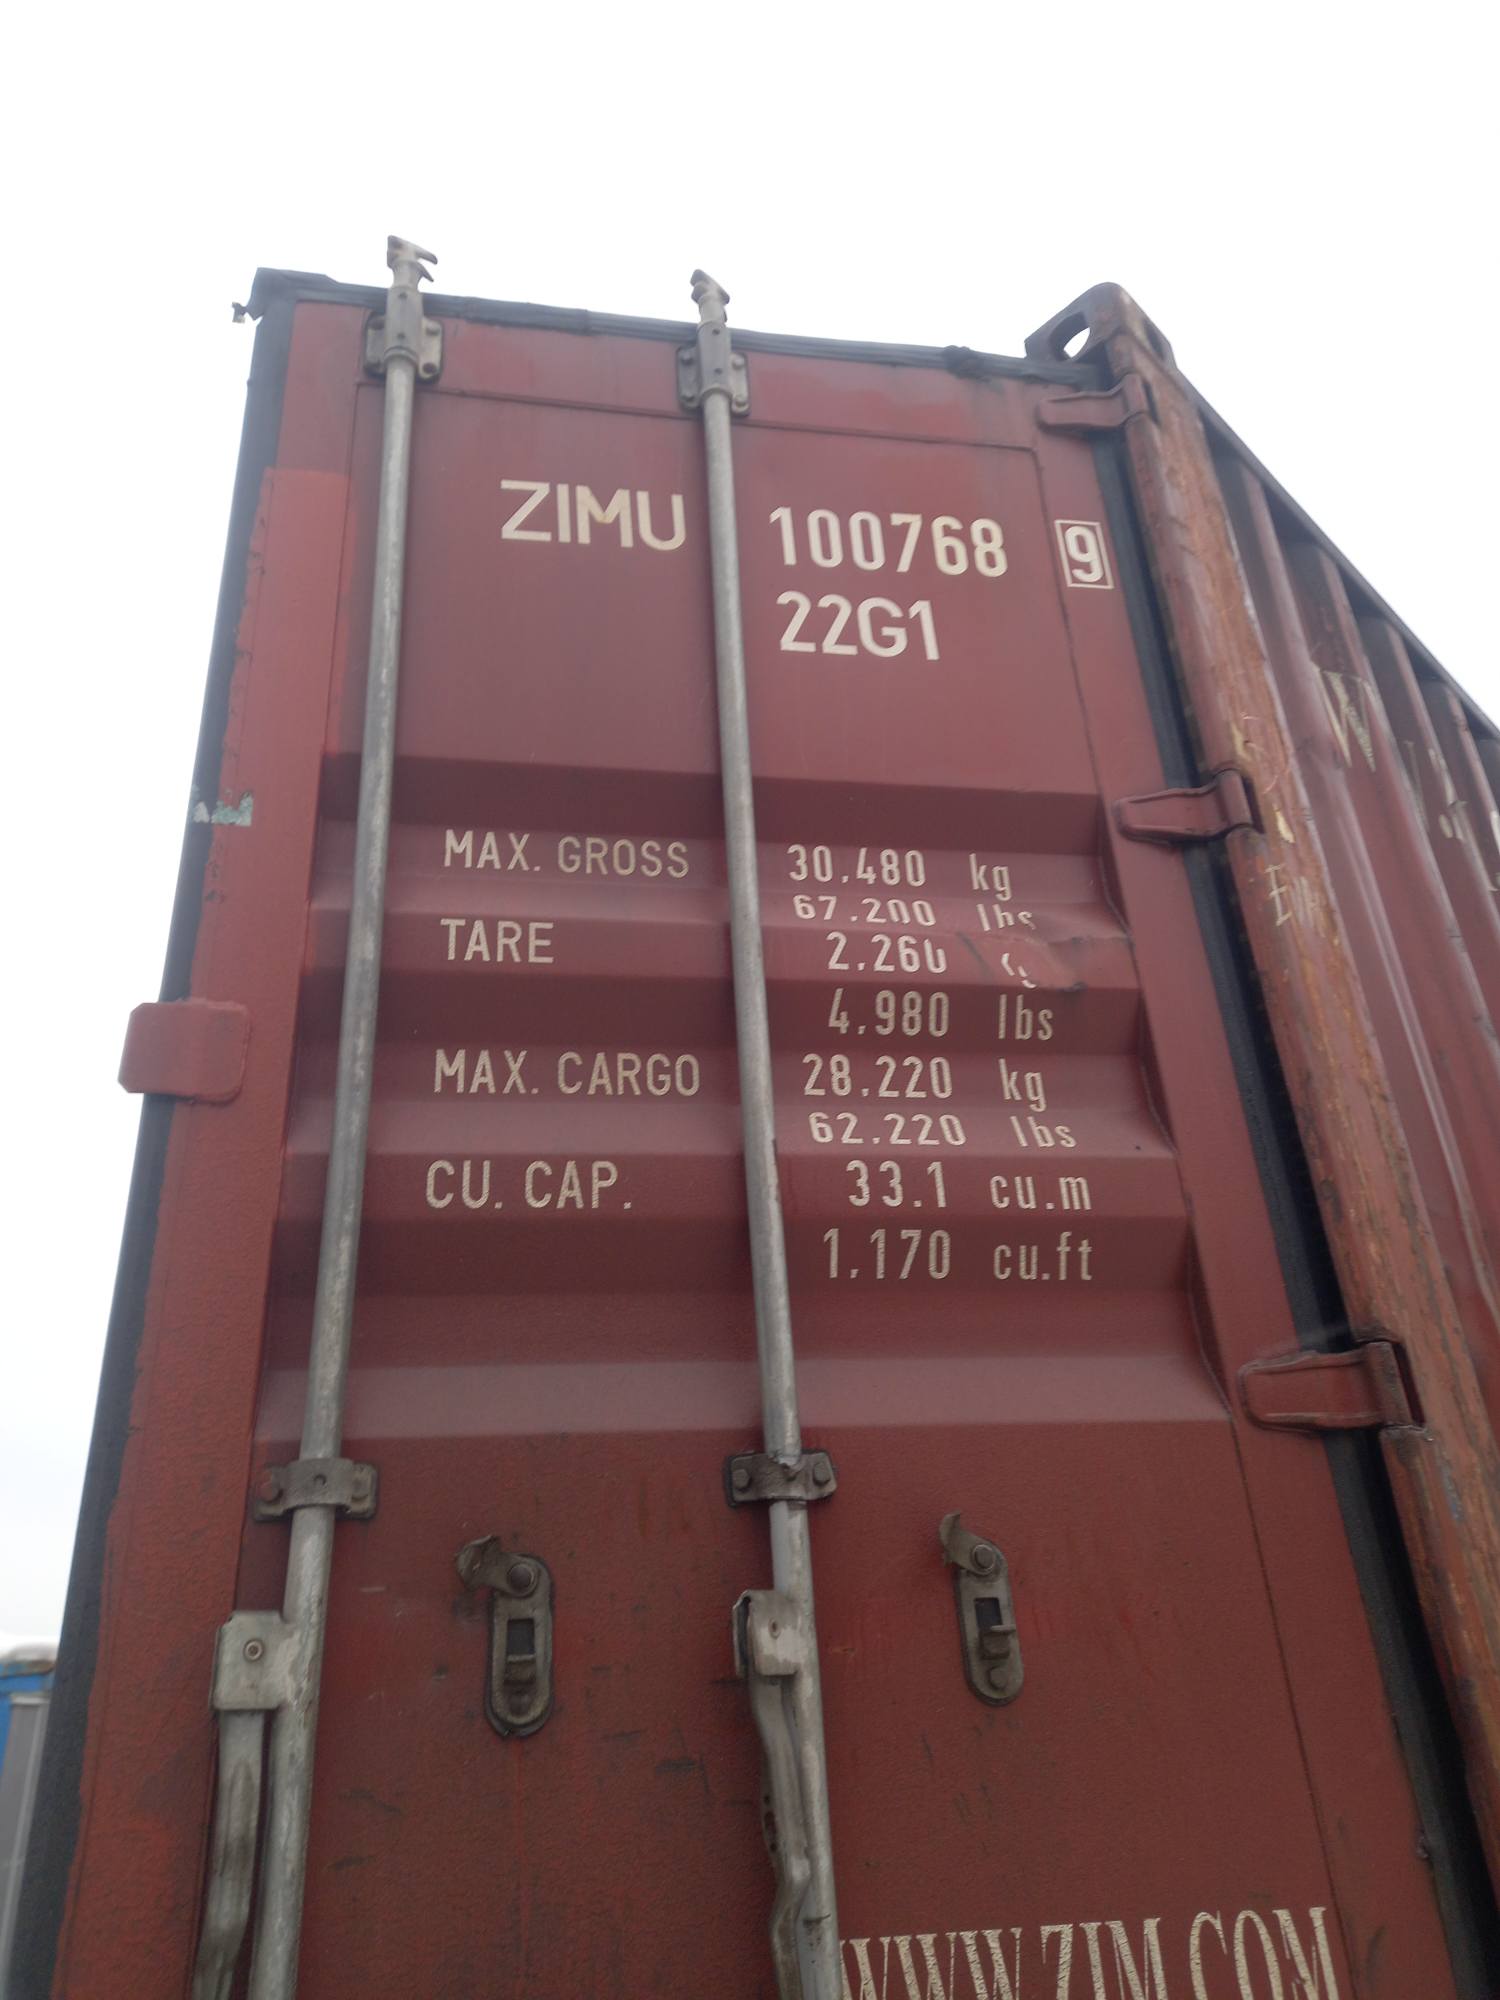 ZIMU 100768 9
22G1
MAX. GROSS 30.480 kg
67.200 lbs
TARE 2.260
4.980 lbs
MAX. CARGO 28.220 kg
62.220 lbs
CU. CAP. 33.1 cu.m
1.170 cu.ft
WWW.ZIM.COM